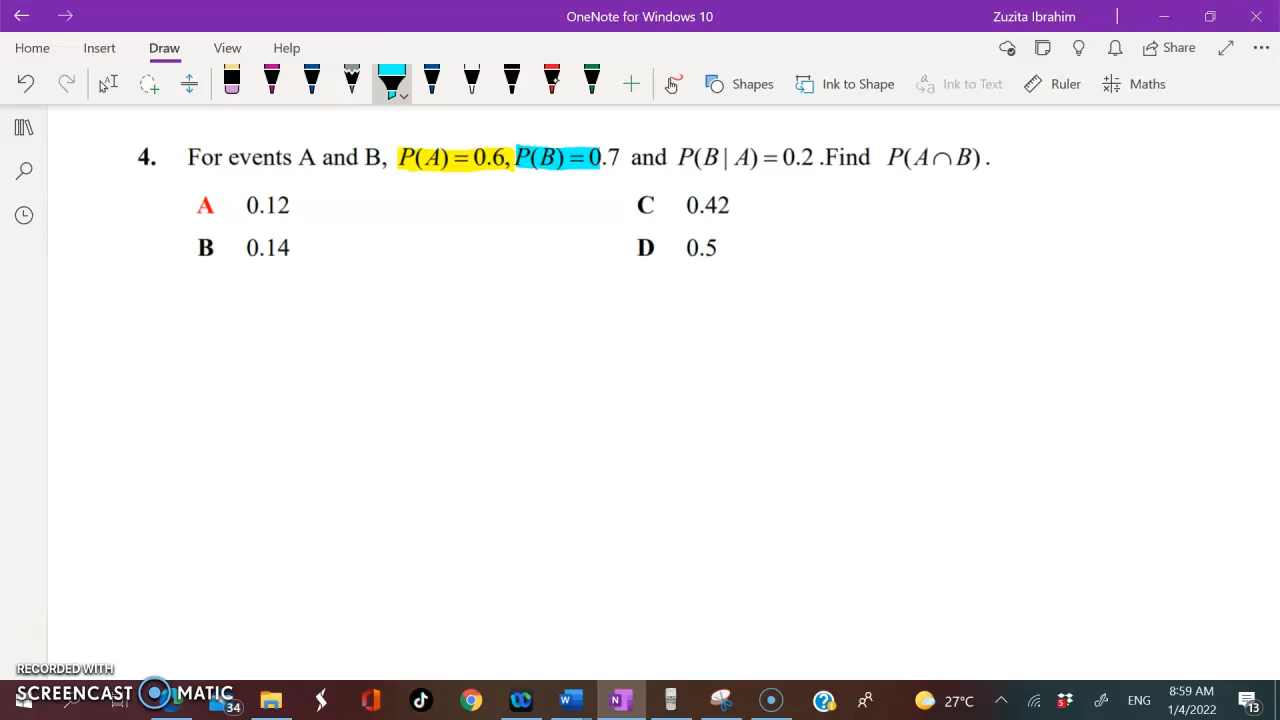 OneNote for Windows 10
Zuzita Ibrahim
Home Insert Draw View Help
Share
Shapes Ink to Shape Ink to Text Ruler Maths
4. For events A and B, P(A) = 0.6, P(B) = 0.7 and P(B | A) = 0.2 .Find P(A∩B).
A 0.12 C 0.42
B 0.14 D 0.5
RECORDED WITH
SCREENCAST MATIC
34
27°C
ENG
8:59 AM
1/4/2022
13